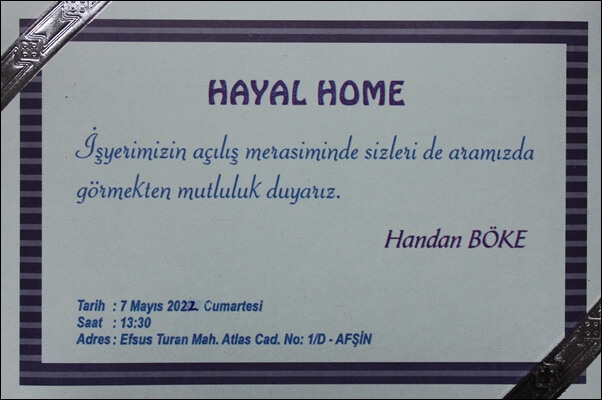 HAYAL HOME
İşyerimizin açılış merasiminde sizleri de aramızda
görmekten mutluluk duyarız.
Handan BÖKE
Tarih : 7 Mayıs 2022 Cumartesi
Saat : 13:30
Adres : Efsus Turan Mah. Atlas Cad. No: 1/D - AFŞİN